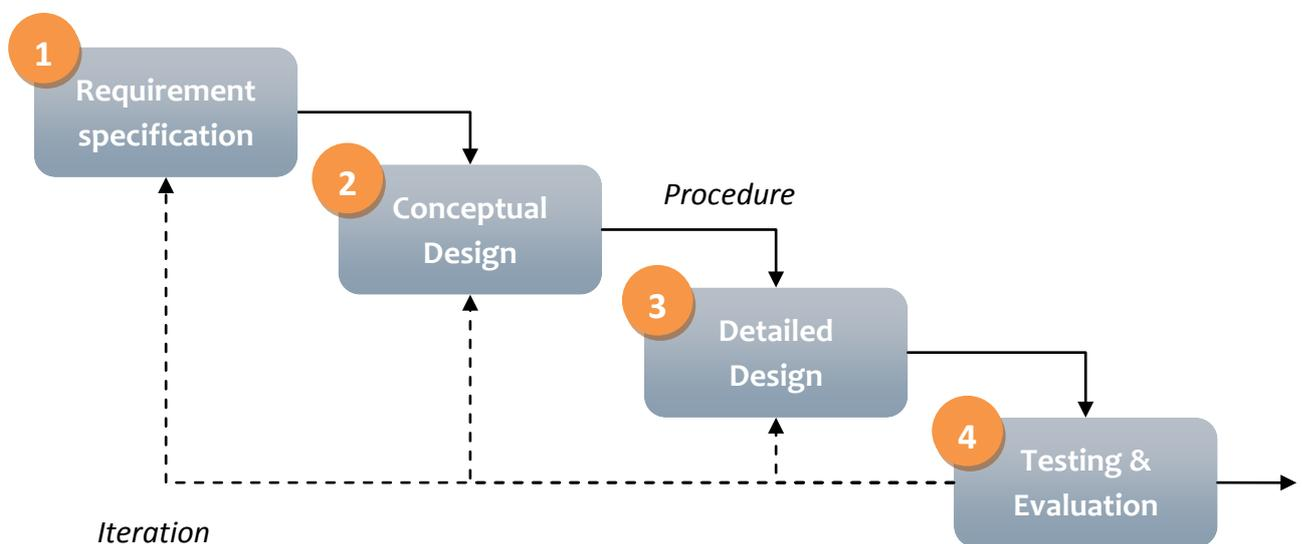 1
Requirement
specification
2
Conceptual
Design
Procedure
3
Detailed
Design
4
Testing &
Evaluation
Iteration